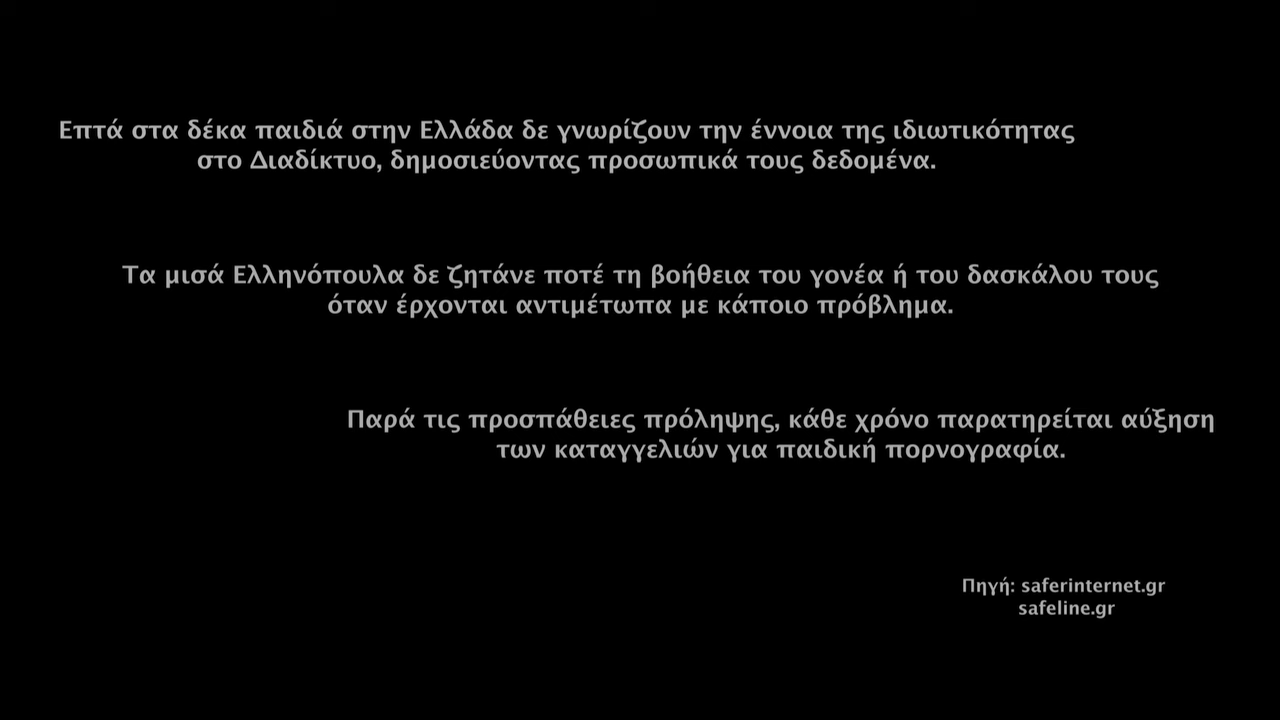 Επτά στα δέκα παιδιά στην Ελλάδα δε γνωρίζουν την έννοια της ιδιωτικότητας
στο Διαδίκτυο, δημοσιεύοντας προσωπικά τους δεδομένα.
Τα μισά Ελληνόπουλα δε ζητάνε ποτέ τη βοήθεια του γονέα ή του δασκάλου τους
όταν έρχονται αντιμέτωπα με κάποιο πρόβλημα.
Παρά τις προσπάθειες πρόληψης, κάθε χρόνο παρατηρείται αύξηση
των καταγγελιών για παιδική πορνογραφία.
Πηγή: saferinternet.gr
safeline.gr